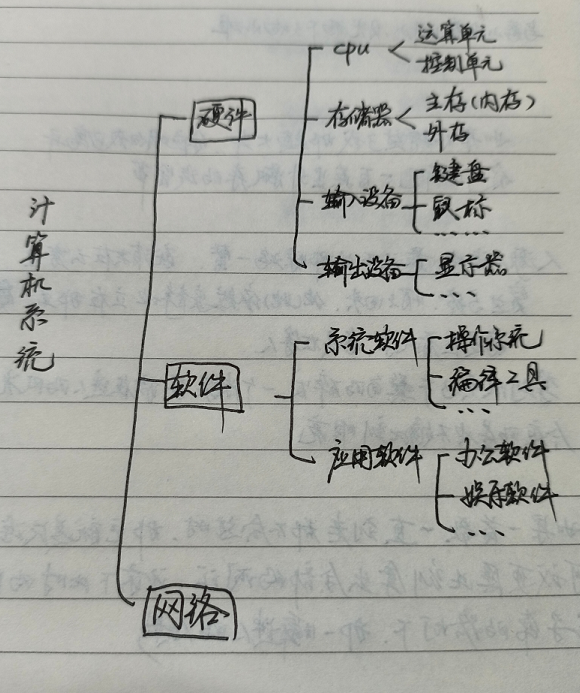 计算机系统
硬件
cpu
运算单元
控制单元
存储器
主存(内存)
外存
输入设备
键盘
鼠标
......
输出设备
显示器
....
软件
系统软件
操作系统
编译工具
...
应用软件
办公软件
娱乐软件
....
网络